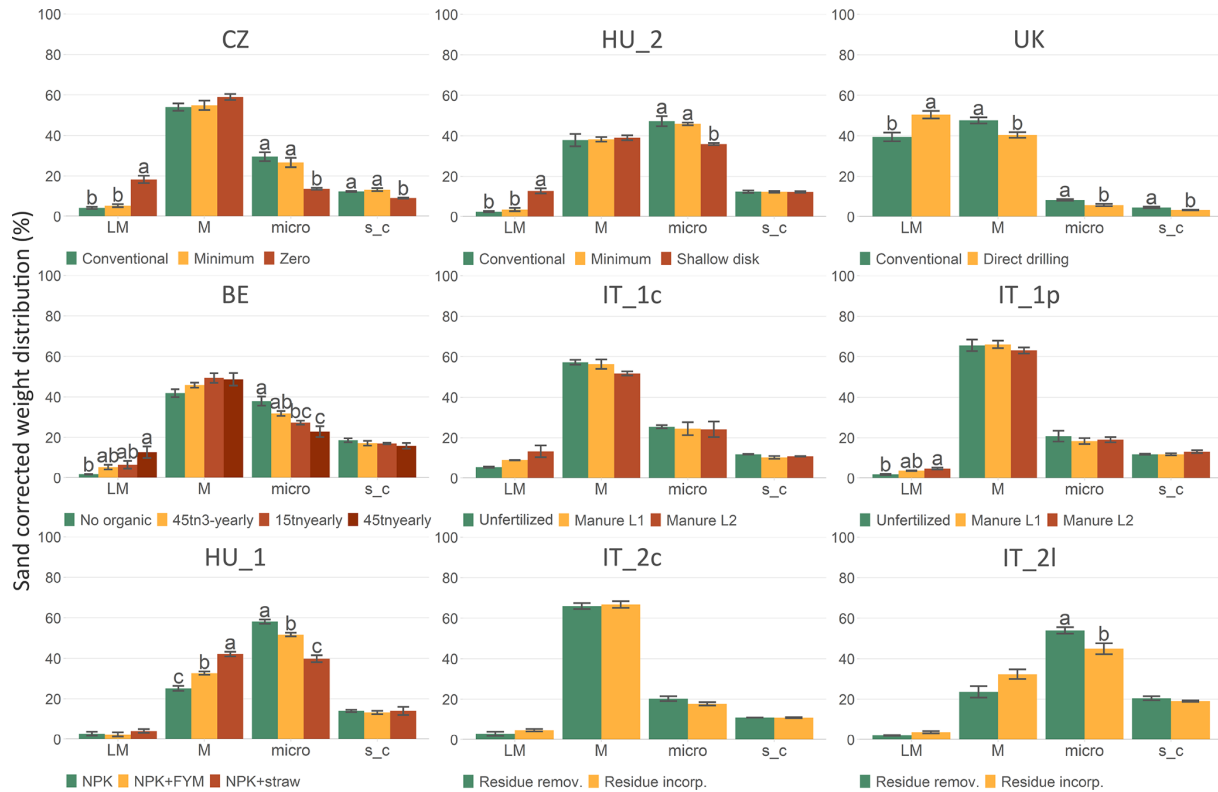 Sand corrected weight distribution (%)
CZ
100
80
60
40
20
0
b b a
a a b
a a b
LM M micro s_c
Conventional Minimum Zero
HU_2
100
80
60
40
20
0
b b a
a a b
LM M micro s_c
Conventional Minimum Shallow disk
UK
100
80
60
40
20
0
b a
a b
a b
a b
LM M micro s_c
Conventional Direct drilling
BE
100
80
60
40
20
0
b ab ab a
a ab bc c
LM M micro s_c
No organic 45tn3-yearly 15tnyearly 45tnyearly
IT_1c
100
80
60
40
20
0
LM M micro s_c
Unfertilized Manure L1 Manure L2
IT_1p
100
80
60
40
20
0
b ab a
LM M micro s_c
Unfertilized Manure L1 Manure L2
HU_1
100
80
60
40
20
0
c b a
a b c
LM M micro s_c
NPK NPK+FYM NPK+straw
IT_2c
100
80
60
40
20
0
LM M micro s_c
Residue remov. Residue incorp.
IT_2l
100
80
60
40
20
0
a b
LM M micro s_c
Residue remov. Residue incorp.